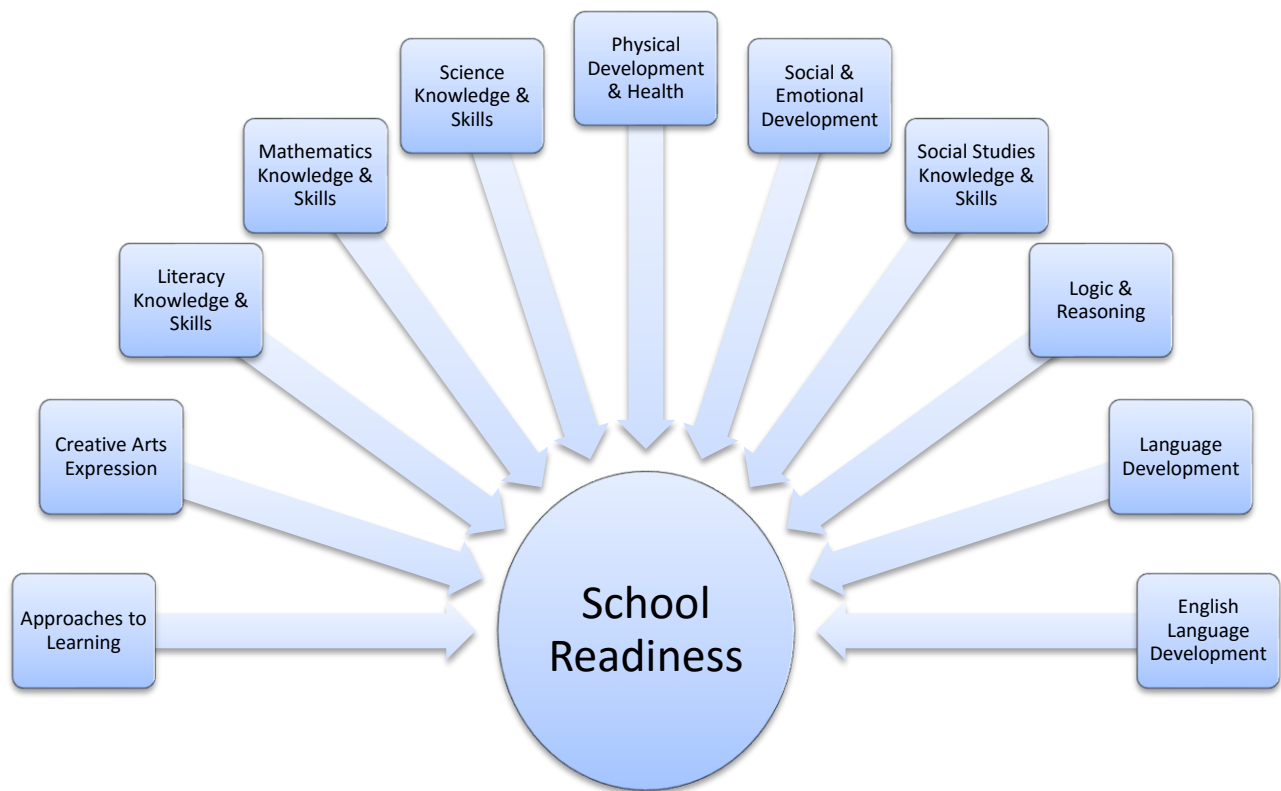 Physical
Development
& Health
Science
Knowledge &
Skills
Social &
Emotional
Development
Mathematics
Knowledge &
Skills
Social Studies
Knowledge &
Skills
Literacy
Knowledge &
Skills
Logic &
Reasoning
Creative Arts
Expression
Language
Development
Approaches to
Learning
English
Language
Development
School
Readiness